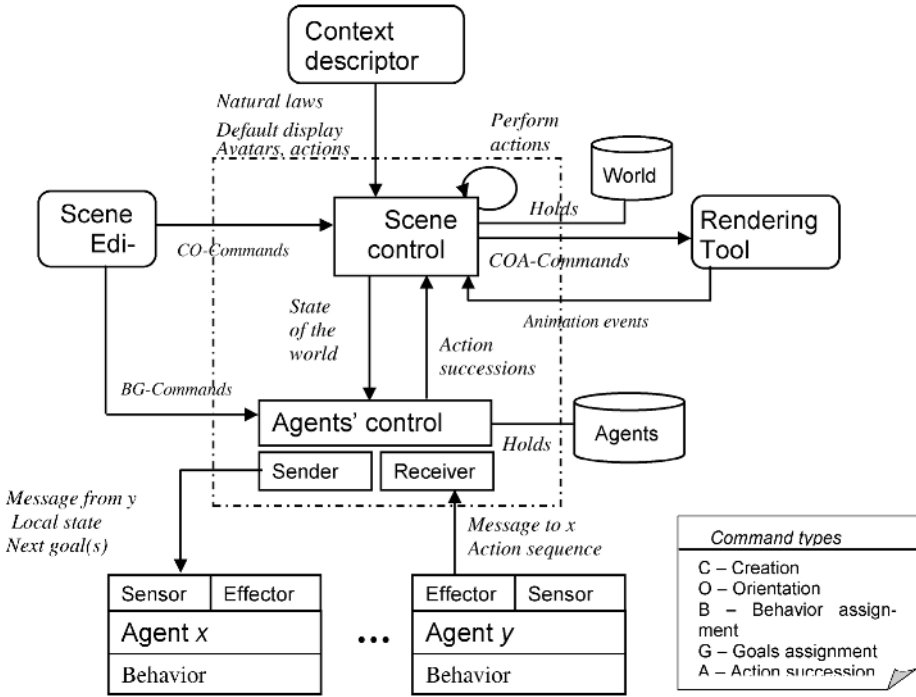 Context
descriptor
Natural laws
Default display
Avatars, actions
Perform
actions
World
Scene
Edi-
Scene
control
Holds
Rendering
Tool
CO-Commands
COA-Commands
State
of the
world
Action
successions
Animation events
BG-Commands
Agents' control
Holds
Agents
Sender
Receiver
Message from y
Local state
Next goal(s)
Message to x
Action sequence
Sensor
Effector
Agent x
Behavior
...
Effector
Sensor
Agent y
Behavior
Command types
C – Creation
O – Orientation
B – Behavior assign-
ment
G – Goals assignment
A – Action succession